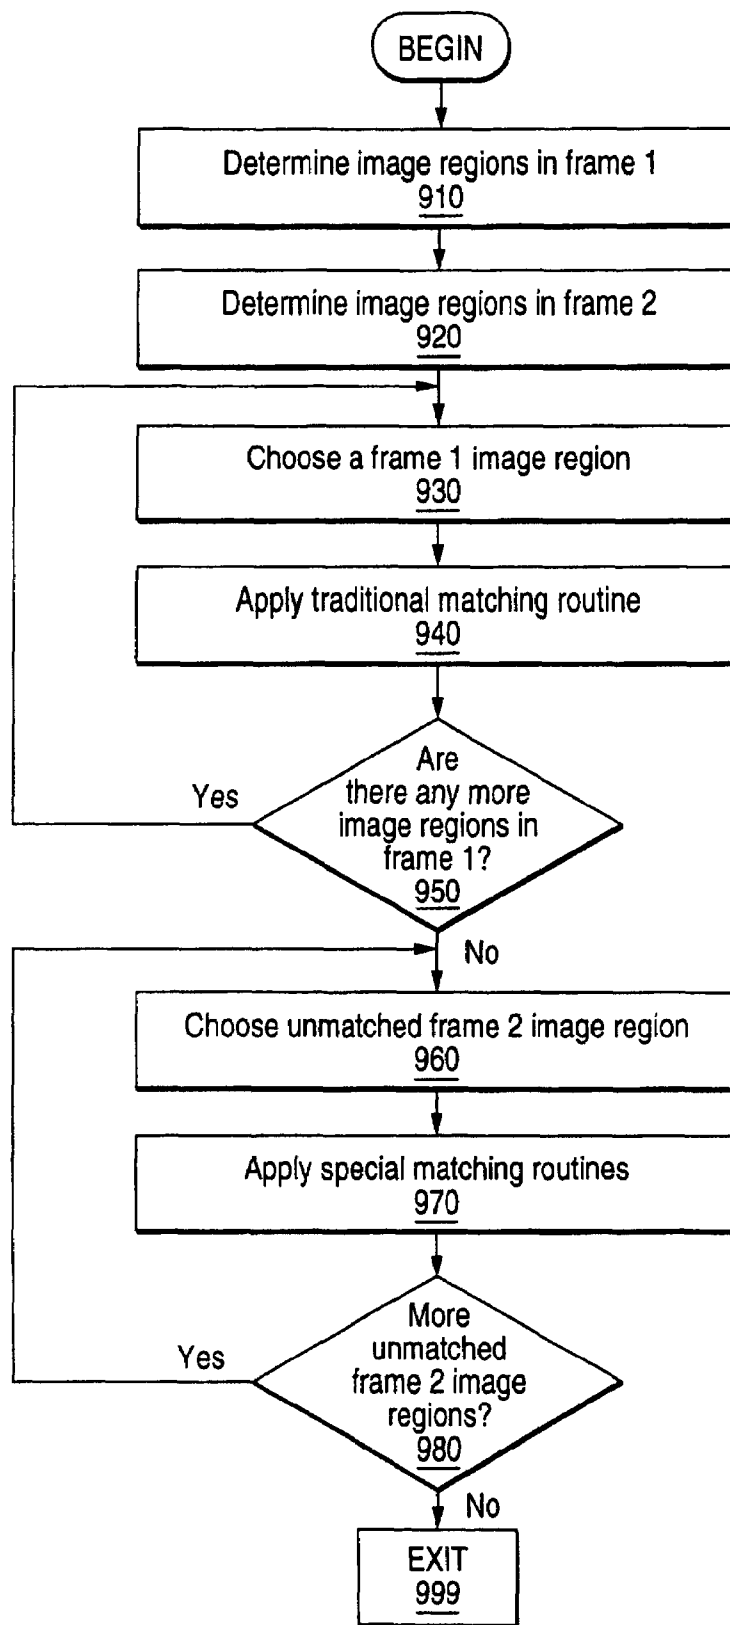 BEGIN
Determine image regions in frame 1
910
Determine image regions in frame 2
920
Choose a frame 1 image region
930
Apply traditional matching routine
940
Are
there any more
image regions in
frame 1?
950
Yes
No
Choose unmatched frame 2 image region
960
Apply special matching routines
970
More
unmatched
frame 2 image
regions?
980
Yes
No
EXIT
999